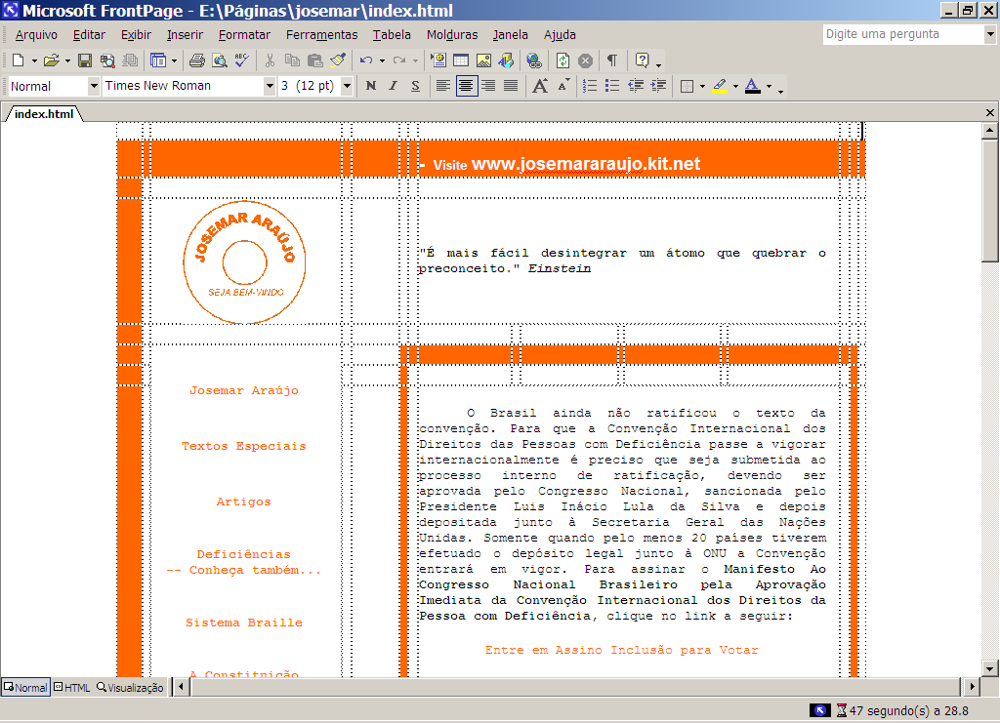 Microsoft FrontPage - E:\Páginas\josemar\index.html
Arquivo Editar Exibir Inserir Formatar Ferramentas Tabela Molduras Janela Ajuda Digite uma pergunta
Normal Times New Roman 3 (12 pt) N I S
index.html
- Visite www.josemararaujo.kit.net
JOSEMAR ARAÚJO
SEJA BEM-VINDO
"É mais fácil desintegrar um átomo que quebrar o
preconceito." Einstein
Josemar Araújo
Textos Especiais
Artigos
Deficiências
-- Conheça também...
Sistema Braille
A Constituição
O Brasil ainda não ratificou o texto da
convenção. Para que a Convenção Internacional dos
Direitos das Pessoas com Deficiência passe a vigorar
internacionalmente é preciso que seja submetida ao
processo interno de ratificação, devendo ser
aprovada pelo Congresso Nacional, sancionada pelo
Presidente Luis Inácio Lula da Silva e depois
depositada junto à Secretaria Geral das Nações
Unidas. Somente quando pelo menos 20 países tiverem
efetuado o depósito legal junto à ONU a Convenção
entrará em vigor. Para assinar o Manifesto Ao
Congresso Nacional Brasileiro pela Aprovação
Imediata da Convenção Internacional dos Direitos da
Pessoa com Deficiência, clique no link a seguir:
Entre em Assino Inclusão para Votar
Normal HTML Visualização
47 segundo(s) a 28.8